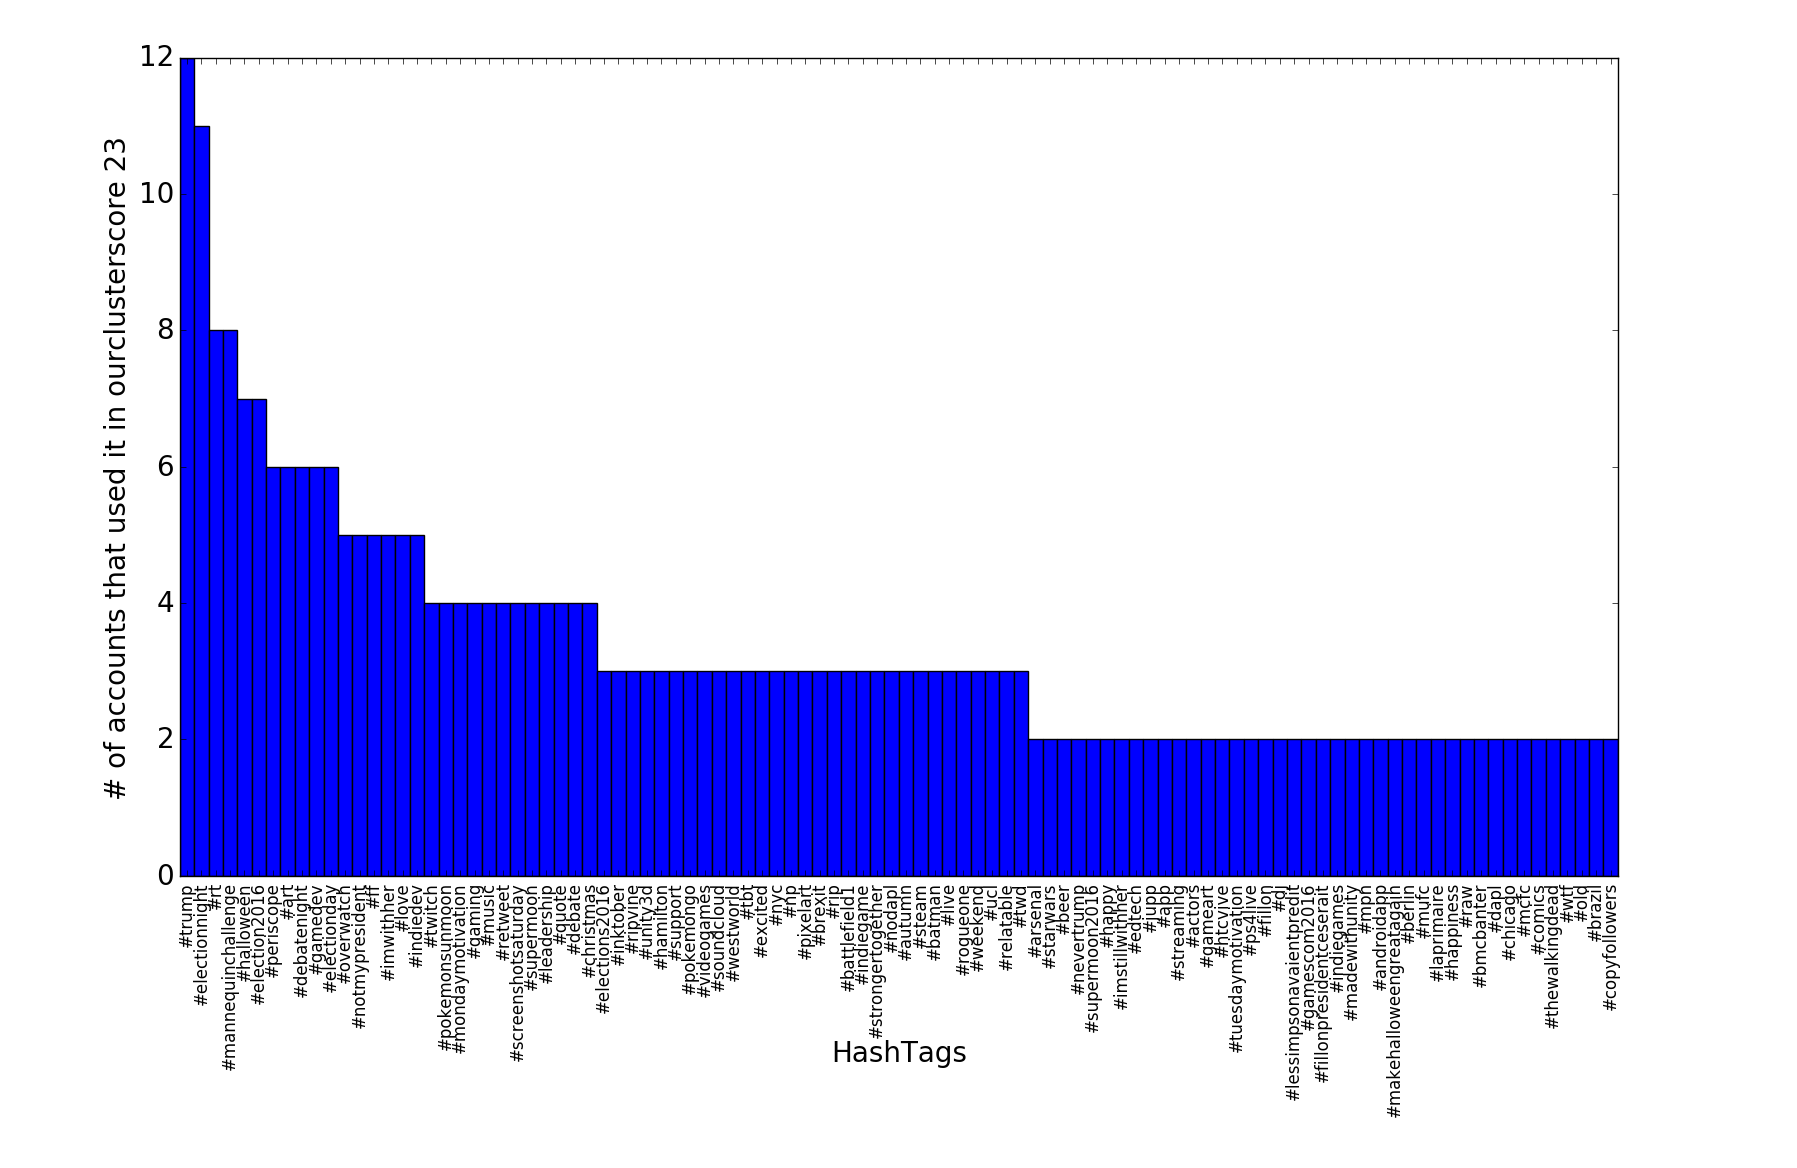 # of accounts that used it in ourclusterscore 23
12
10
8
6
4
2
0
#trump
#electionnight
#rt
#mannequinchallenge
#halloween
#election2016
#periscope
#art
#debatenight
#gamedev
#electionday
#overwatch
#notmypresident
#ff
#imwithher
#love
#indiedev
#twitch
#pokemonsunmoon
#mondaymotivation
#gaming
#music
#retweet
#screenshotsaturday
#supermoon
#leadership
#quote
#debate
#christmas
#elections2016
#inktober
#ripvine
#unity3d
#hamilton
#support
#pokemongo
#videogames
#soundcloud
#westworld
#tbt
#excited
#nyc
#np
#pixelart
#brexit
#rip
#battlefield1
#indiegame
#strongertogether
#nodapl
#autumn
#steam
#batman
#live
#rogueone
#weekend
#ucl
#relatable
#twd
#arsenal
#starwars
#beer
#nevertrump
#supermon2016
#happy
#imstillwither
#edtech
#jupp
#app
#streaming
#actors
#gameart
#htcvive
#tuesdaymotivation
#ps4live
#fillon
#dj
#lessimpsonavaientpredit
#gamescom2016
#fillonpresidentceserait
#indiegames
#madewithunity
#mpn
#androidapp
#makehalloweengreatagain
#berlin
#mufc
#laprimaire
#happiness
#raw
#bmcbanter
#dapl
#chicago
#mcfc
#comics
#thewalkingdead
#wtf
#old
#brazil
#copyfollowers
HashTags